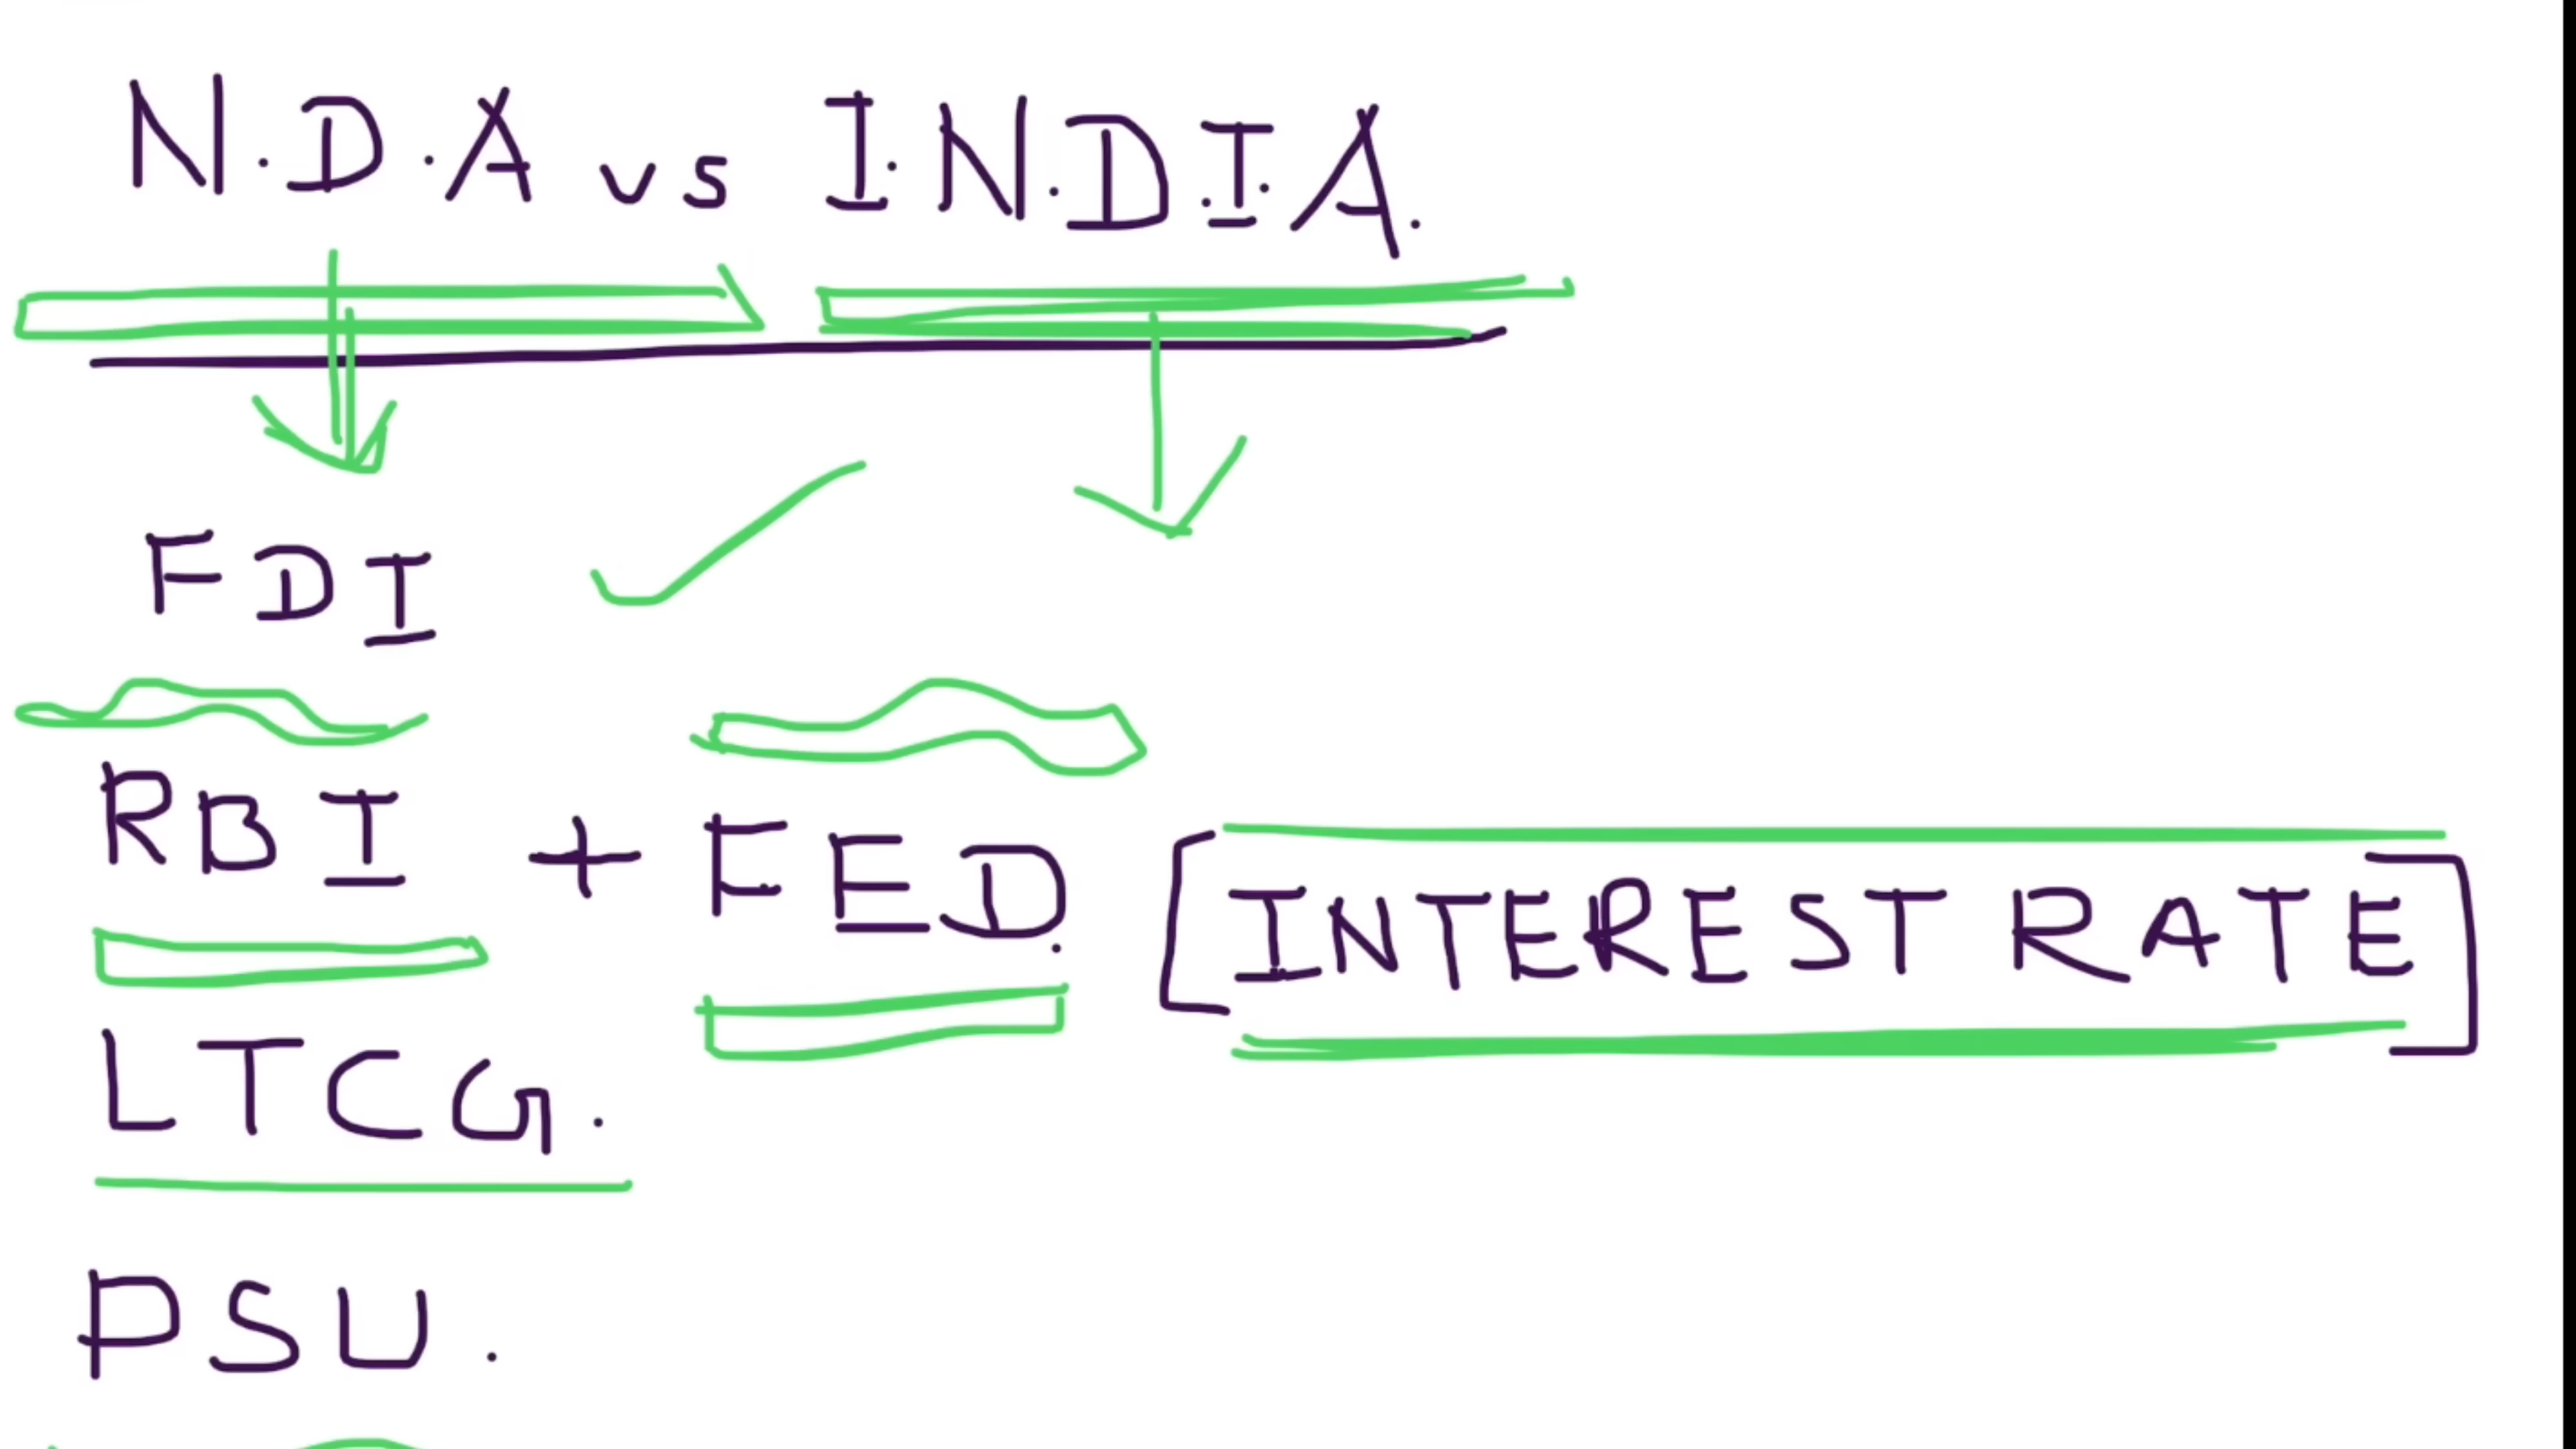 N.D.A vs I.N.D.I.A.
FDI
RBI + FED. [INTEREST RATE]
LTCG.
PSU.